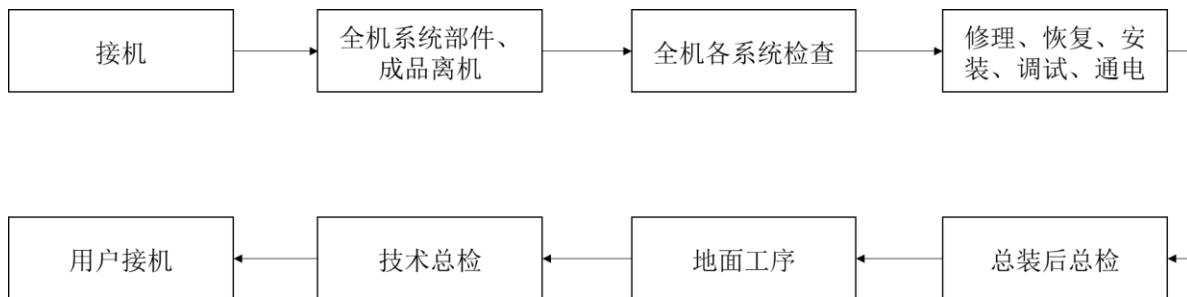 接机
全机系统部件、
成品离机
全机各系统检查
修理、恢复、安
装、调试、通电
用户接机
技术总检
地面工序
总装后总检